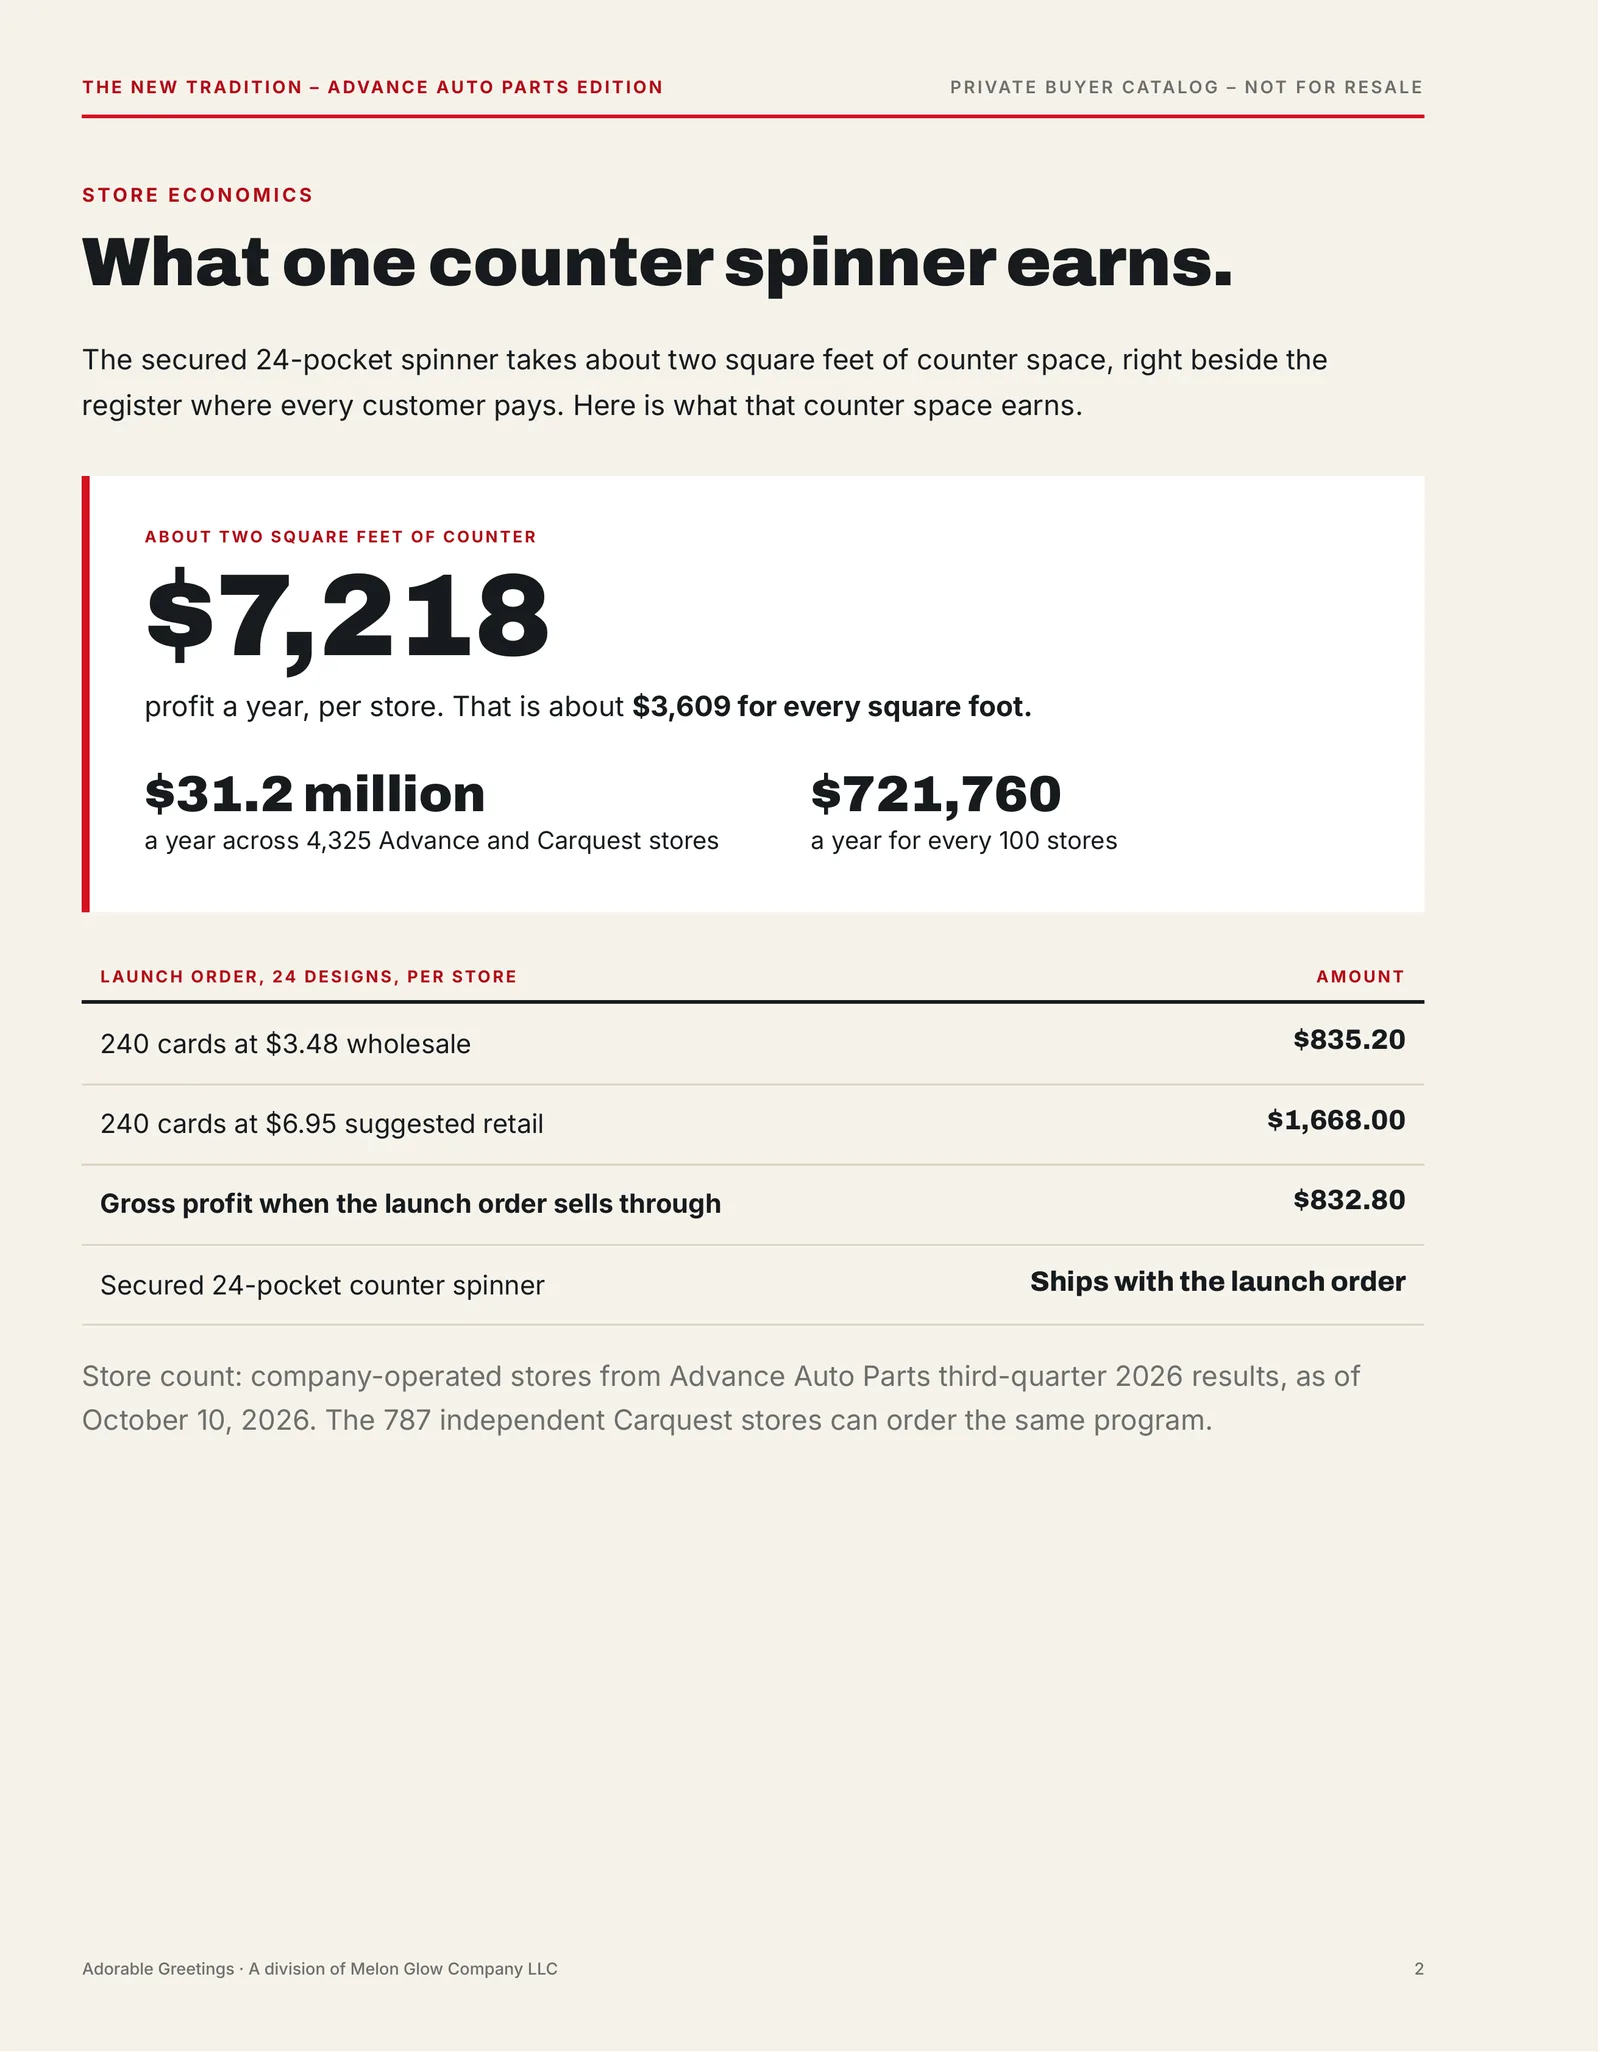 THE NEW TRADITION – ADVANCE AUTO PARTS EDITION
PRIVATE BUYER CATALOG – NOT FOR RESALE
STORE ECONOMICS
What one counter spinner earns.
The secured 24-pocket spinner takes about two square feet of counter space, right beside the
register where every customer pays. Here is what that counter space earns.
ABOUT TWO SQUARE FEET OF COUNTER
$7,218
profit a year, per store. That is about $3,609 for every square foot.
$31.2 million
a year across 4,325 Advance and Carquest stores
$721,760
a year for every 100 stores
LAUNCH ORDER, 24 DESIGNS, PER STORE
AMOUNT
240 cards at $3.48 wholesale
$835.20
240 cards at $6.95 suggested retail
$1,668.00
Gross profit when the launch order sells through
$832.80
Secured 24-pocket counter spinner
Ships with the launch order
Store count: company-operated stores from Advance Auto Parts third-quarter 2026 results, as of
October 10, 2026. The 787 independent Carquest stores can order the same program.
Adorable Greetings · A division of Melon Glow Company LLC
2